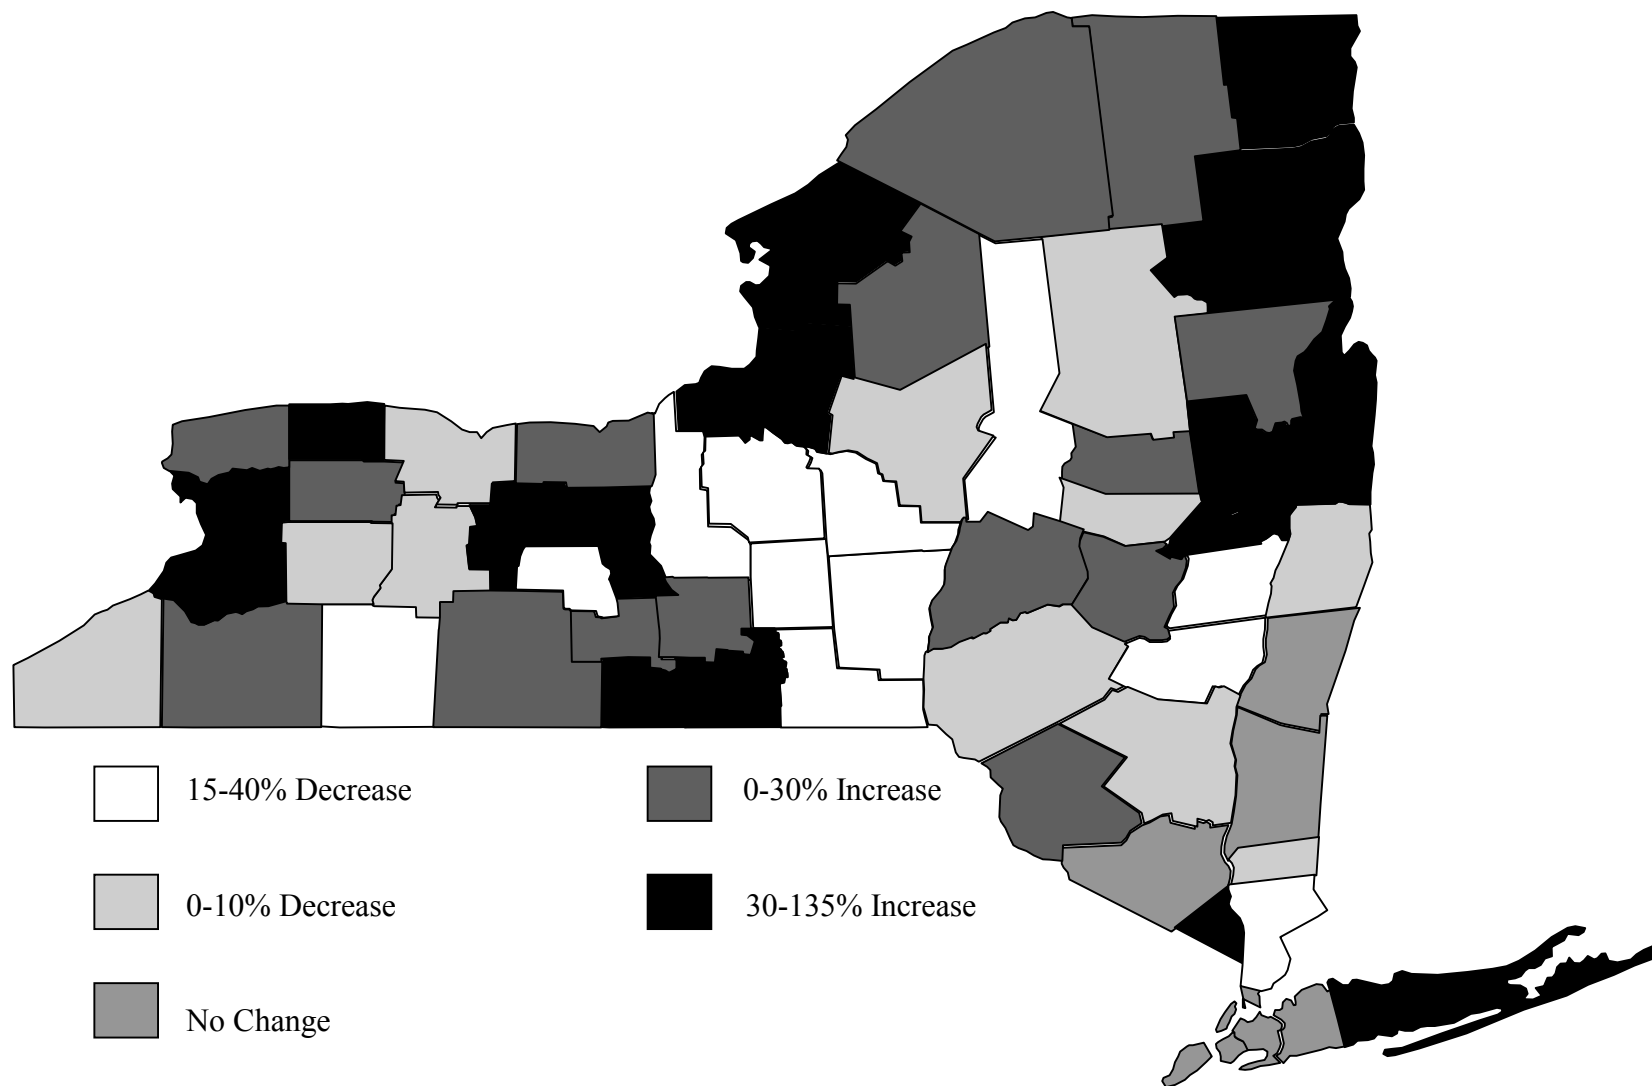 15-40% Decrease
0-30% Increase
0-10% Decrease
30-135% Increase
No Change